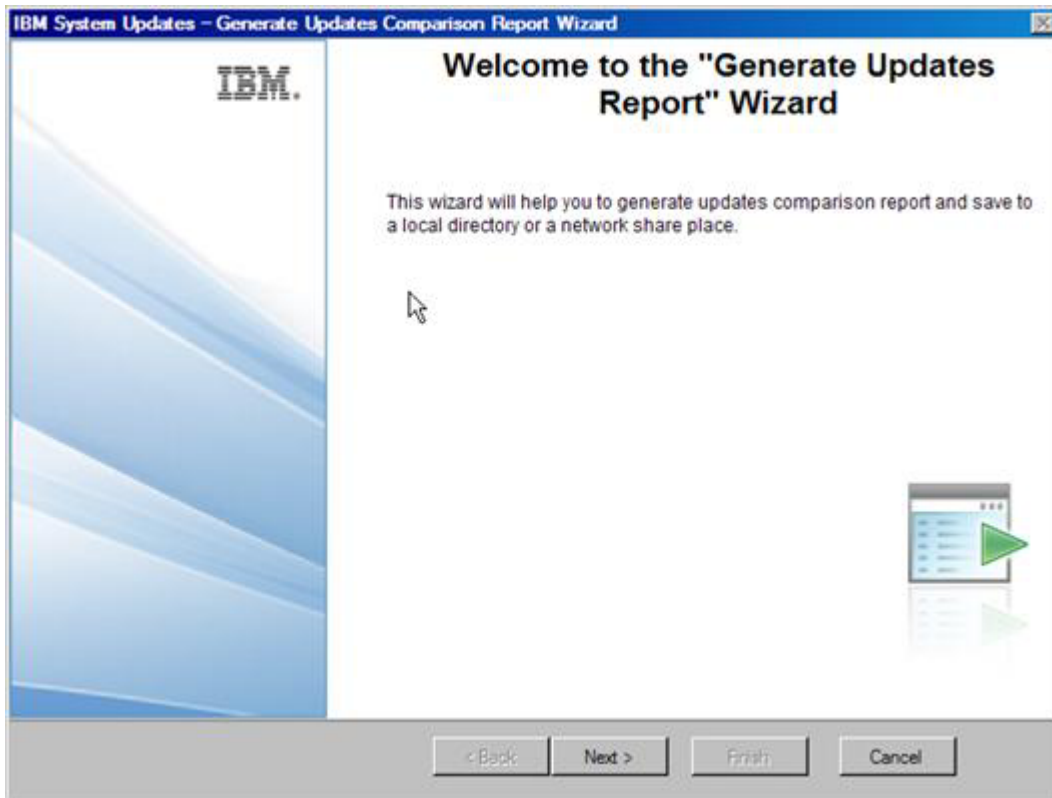 IBM System Updates – Generate Updates Comparison Report Wizard
IBM.
Welcome to the "Generate Updates
Report" Wizard
This wizard will help you to generate updates comparison report and save to
a local directory or a network share place.
< Back
Next >
Finish
Cancel